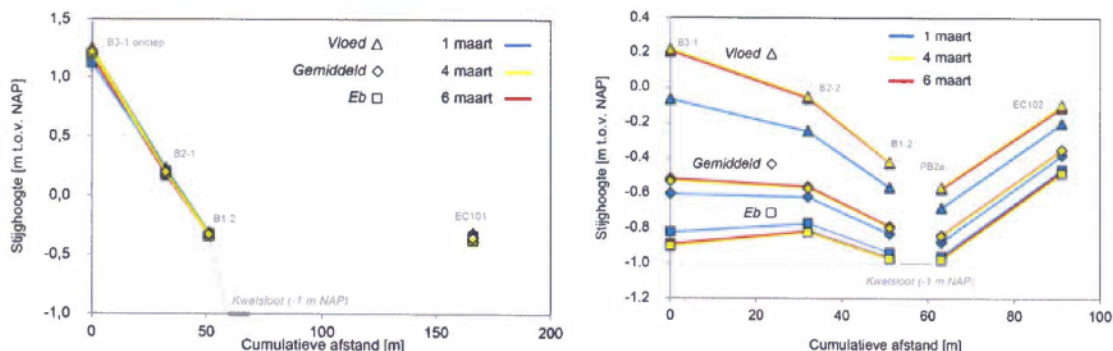 1,5
1,0
0,5
0,0
-0,5
-1,0
Stijghoogte [m t.o.v. NAP]
B3-1 ondiep
Vloed
Gemiddeld
Eb
1 maart
4 maart
6 maart
B2-1
B1-2
EC101
Kwelsloot (-1 m NAP)
0
50
100
150
200
Cumulatieve afstand [m]
0.4
0.2
0.0
-0.2
-0.4
-0.6
-0.8
-1.0
-1.2
Stijghoogte [m t.o.v. NAP]
B3-1
Vloed
1 maart
4 maart
6 maart
B2-2
EC102
B1-2
PB2a
Gemiddeld
Eb
Kwelsloot (-1 m NAP)
0
20
40
60
80
100
Cumulatieve afstand [m]